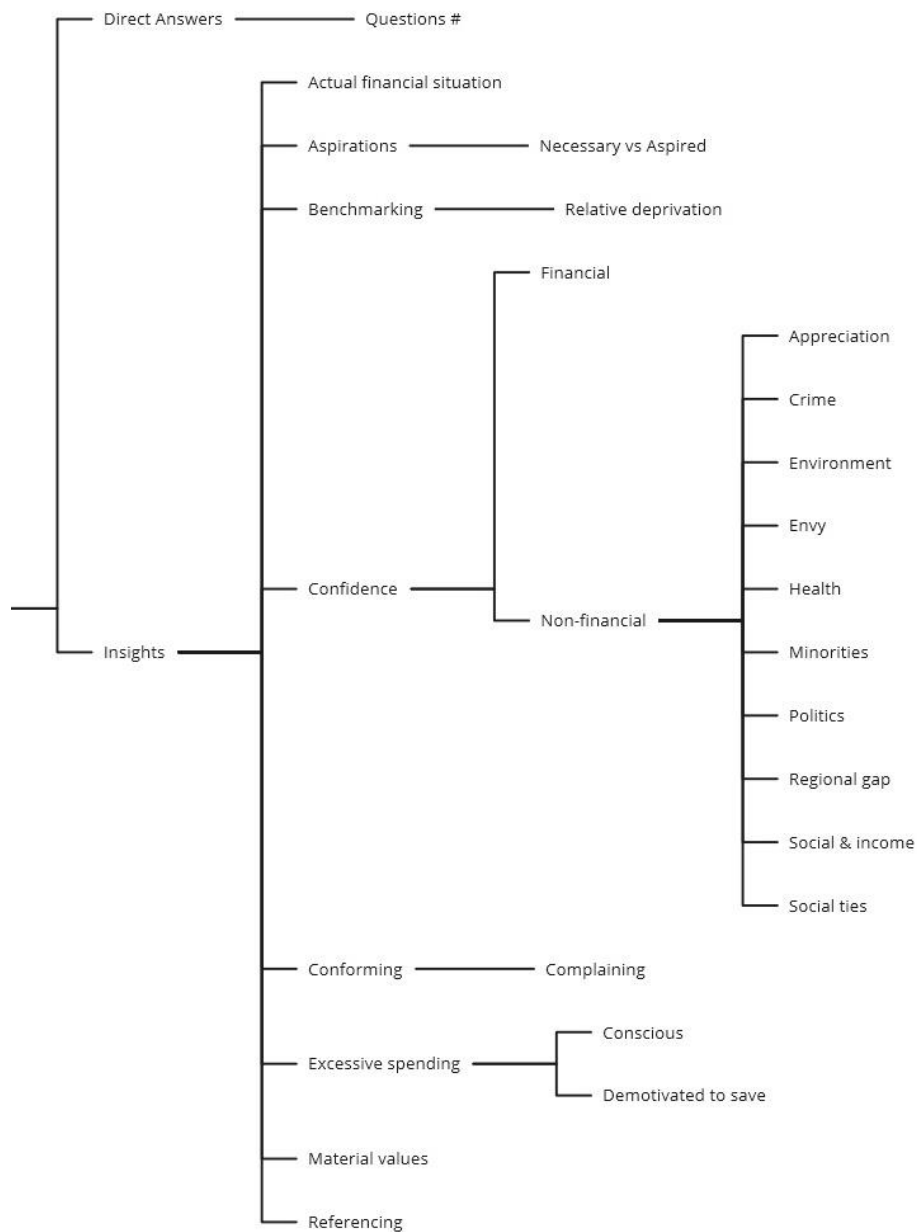 Direct Answers
Questions #
Actual financial situation
Aspirations
Necessary vs Aspired
Benchmarking
Relative deprivation
Financial
Appreciation
Crime
Environment
Envy
Confidence
Health
Non-financial
Insights
Minorities
Politics
Regional gap
Social & income
Social ties
Conforming
Complaining
Conscious
Excessive spending
Demotivated to save
Material values
Referencing